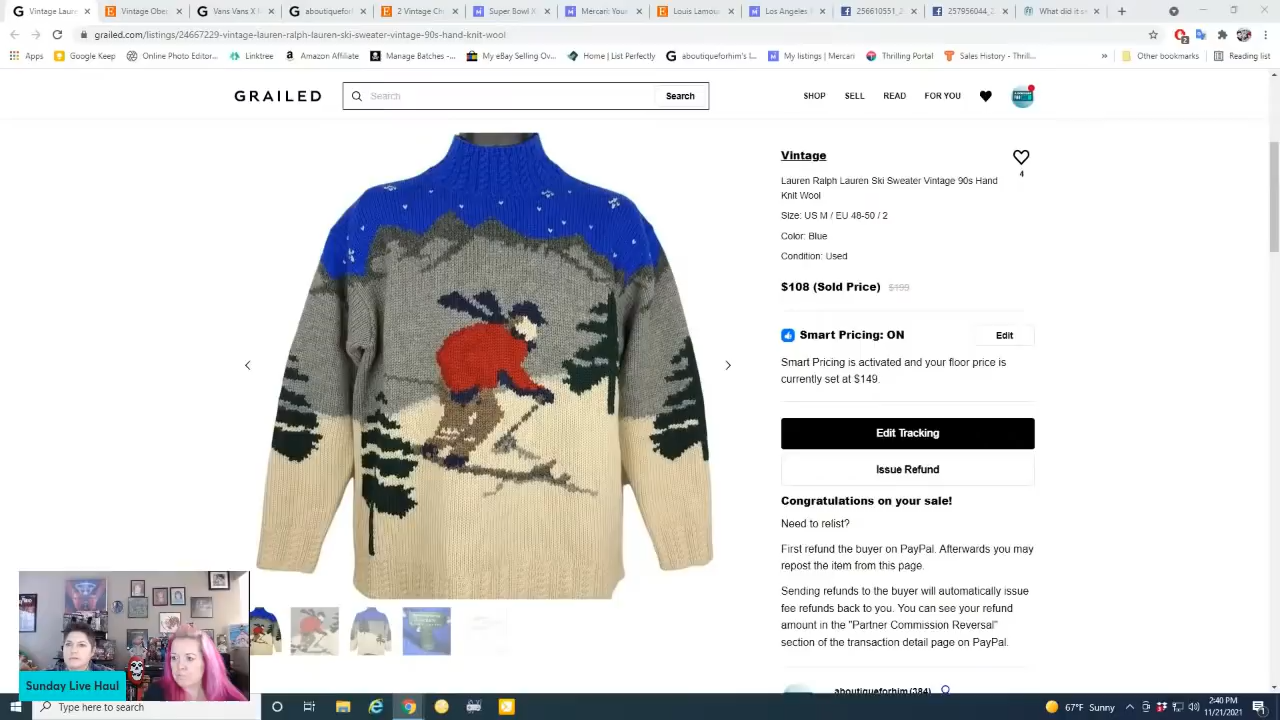 Vintage L
Vintage Obe
Vans Vans X
aboutiquefo
2 Vintage Ch
Super Bowl X
Mercari: You
Louis Lamou
Los Angeles
256610551_2
257956044_2
What did it
grailed.com/listings/24667229-vintage-lauren-ralph-lauren-ski-sweater-vintage-90s-hand-knit-wool
Apps
Google Keep
Online Photo Editor...
Linktree
Amazon Affiliate
Manage Batches -...
Home | List Perfectly
aboutiqueforhim's...
My listings | Mercari
Thrilling Portal
Sales History - Thrill...
Other bookmarks
Reading list
GRAILED
Search
Search
SHOP
SELL
READ
FOR YOU
Vintage
4
Lauren Ralph Lauren Ski Sweater Vintage 90s Hand
Knit Wool
Size: US M / EU 48-50 / 2
Color: Blue
Condition: Used
$108 (Sold Price) $199
Smart Pricing: ON
Edit
Smart Pricing is activated and your floor price is
currently set at $149.
Edit Tracking
Issue Refund
Congratulations on your sale!
Need to relist?
First refund the buyer on PayPal. Afterwards you may
repost the item from this page.
Sending refunds to the buyer will automatically issue
fee refunds back to you. You can see your refund
amount in the "Partner Commission Reversal"
section of the transaction detail page on PayPal.
aboutiqueforhim (384)
Sunday Live Haul
Type here to search
67°F Sunny
2:40 PM
11/21/2021